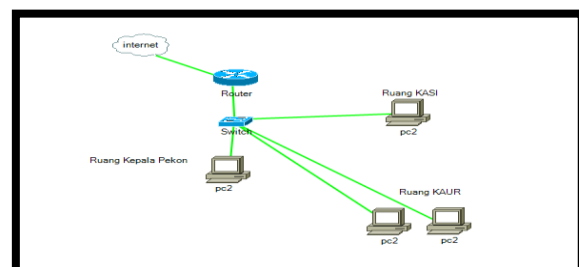 internet
Router
Ruang KASI
Switch
pc2
Ruang Kepala Pekon
pc2
Ruang KAUR
pc2
pc2